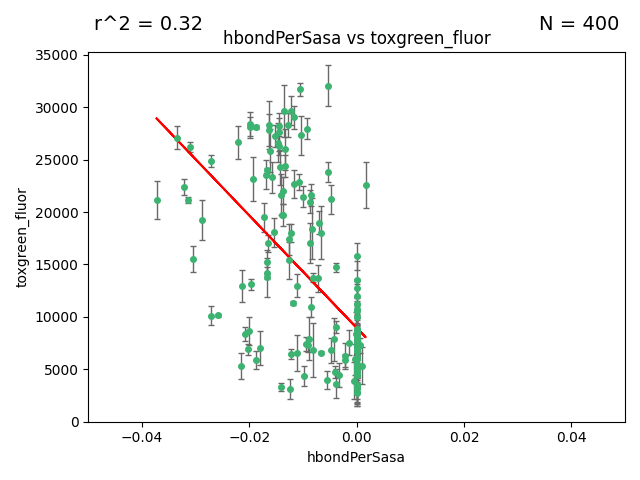 r^2 = 0.32
N = 400
hbondPerSasa vs toxgreen_fluor
35000
30000
25000
20000
15000
10000
5000
0
toxgreen_fluor
−0.04
−0.02
0.00
0.02
0.04
hbondPerSasa